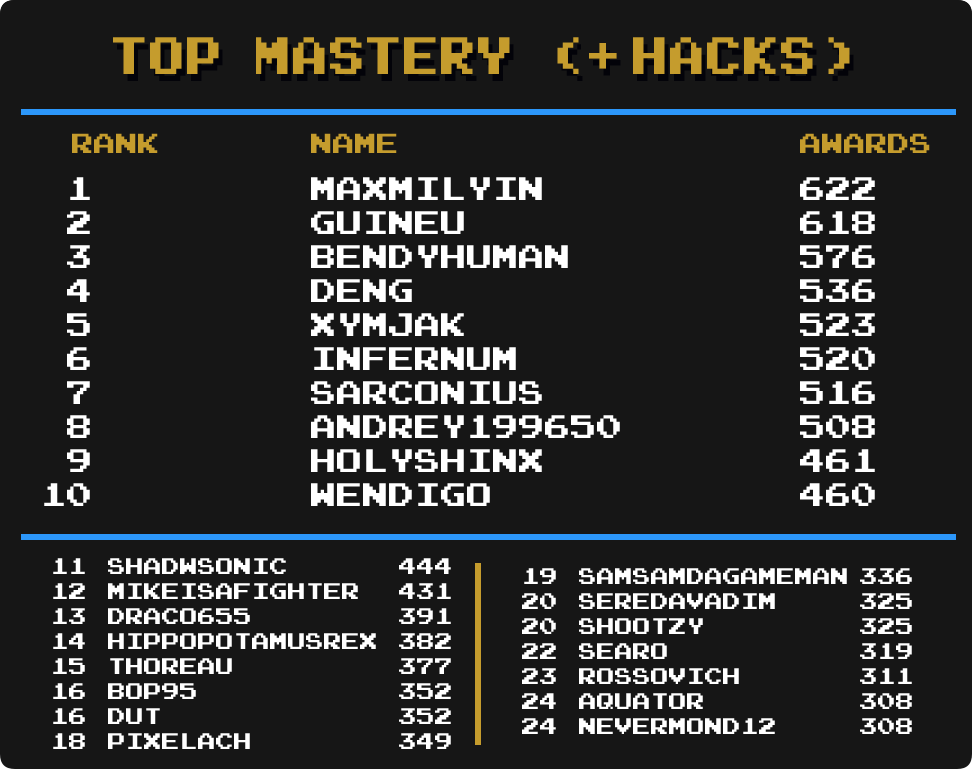 TOP MASTERY (+HACKS)
RANK NAME AWARDS
1 MAXMILYIN 622
2 GUINEU 618
3 BENDYHUMAN 576
4 DENG 536
5 XYMJAK 523
6 INFERNUM 520
7 SARCONIUS 516
8 ANDREY199650 508
9 HOLYSHINX 461
10 WENDIGO 460
11 SHADWSONIC 444
12 MIKEISAFIGHTER 431
13 DRACO655 391
14 HIPPOPOTAMUSREX 382
15 THOREAU 377
16 BOP95 352
16 DUT 352
18 PIXELACH 349
19 SAMSAMDAGAMEMAN 336
20 SEREDAVADIM 325
20 SHOOTZY 325
22 SEARO 319
23 ROSSOVICH 311
24 AQUATOR 308
24 NEVERMOND12 308